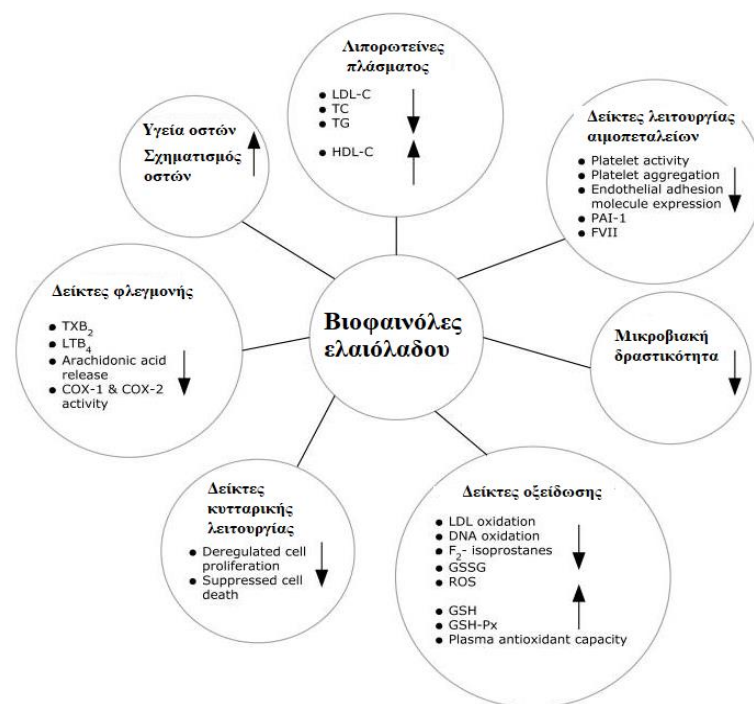 Λιπορωτείνες
πλάσματος
● LDL-C
● TC
● TG
● HDL-C
Δείκτες λειτουργίας
αιμοπεταλείων
● Platelet activity
● Platelet aggregation
● Endothelial adhesion
molecule expression
● PAI-1
● FVII
Υγεία οστών
Σχηματισμός
οστών
Βιοφαινόλες
ελαιόλαδου
Δείκτες φλεγμονής
● TXB₂
● LTB₄
● Arachidonic acid
release
● COX-1 & COX-2
activity
Μικροβιακή
δραστικότητα
Δείκτες
κυτταρικής
λειτουργίας
● Deregulated cell
proliferation
● Suppressed cell
death
Δείκτες οξείδωσης
● LDL oxidation
● DNA oxidation
● F₂- isoprostanes
● GSSG
● ROS
● GSH
● GSH-Px
● Plasma antioxidant capacity